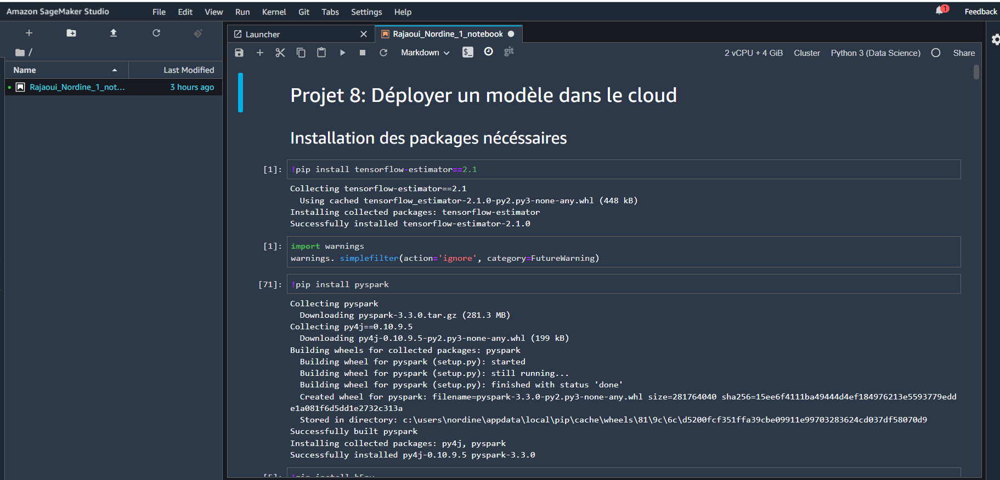 Amazon SageMaker Studio File Edit View Run Kernel Git Tabs Settings Help 1 Feedback
Launcher Rajaoui_Nordine_1_notebook
/
Markdown git 2 vCPU + 4 GiB Cluster Python 3 (Data Science) Share
Name Last Modified
Rajaoui_Nordine_1_not... 3 hours ago
Projet 8: Déployer un modèle dans le cloud
Installation des packages nécéssaires
[1]: !pip install tensorflow-estimator==2.1
Collecting tensorflow-estimator==2.1
Using cached tensorflow_estimator-2.1.0-py2.py3-none-any.whl (448 kB)
Installing collected packages: tensorflow-estimator
Successfully installed tensorflow-estimator-2.1.0
[1]: import warnings
warnings. simplefilter(action='ignore', category=FutureWarning)
[71]: !pip install pyspark
Collecting pyspark
Downloading pyspark-3.3.0.tar.gz (281.3 MB)
Collecting py4j==0.10.9.5
Downloading py4j-0.10.9.5-py2.py3-none-any.whl (199 kB)
Building wheels for collected packages: pyspark
Building wheel for pyspark (setup.py): started
Building wheel for pyspark (setup.py): still running...
Building wheel for pyspark (setup.py): finished with status 'done'
Created wheel for pyspark: filename=pyspark-3.3.0-py2.py3-none-any.whl size=281764040 sha256=15ee6f4111ba49444d4ef184976213e5593779edd
e1a081f6d5dd1e2732c313a
Stored in directory: c:\users\nordine\appdata\local\pip\cache\wheels\81\9c\6c\d5200fcf351ffa39cbe09911e99703283624cd037df58070d9
Successfully built pyspark
Installing collected packages: py4j, pyspark
Successfully installed py4j-0.10.9.5 pyspark-3.3.0
!pip install